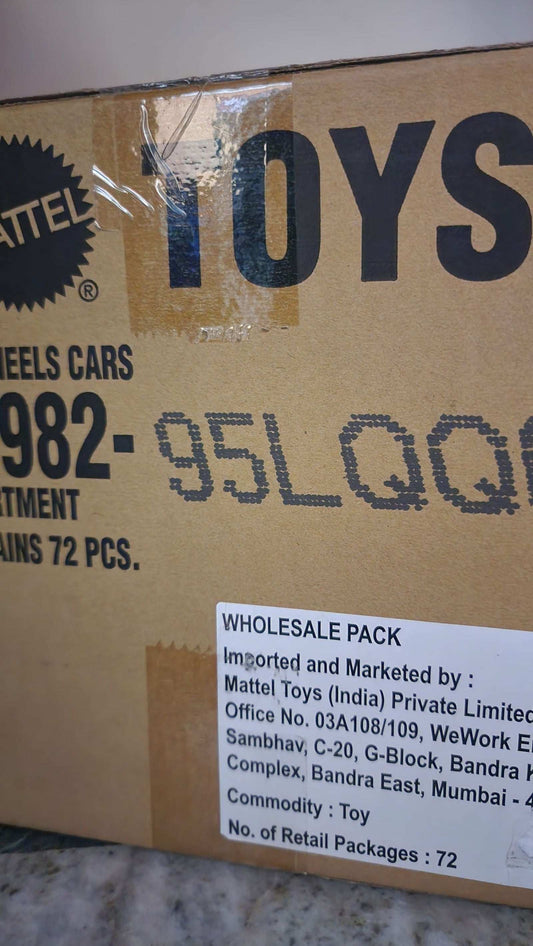 TOYS
ATTEL
®
HEELS CARS
982-
95LQQ
RTMENT
AINS 72 PCS.
WHOLESALE PACK
Imported and Marketed by :
Mattel Toys (India) Private Limited
Office No. 03A108/109, WeWork E
Sambhav, C-20, G-Block, Bandra K
Complex, Bandra East, Mumbai - 4
Commodity : Toy
No. of Retail Packages : 72